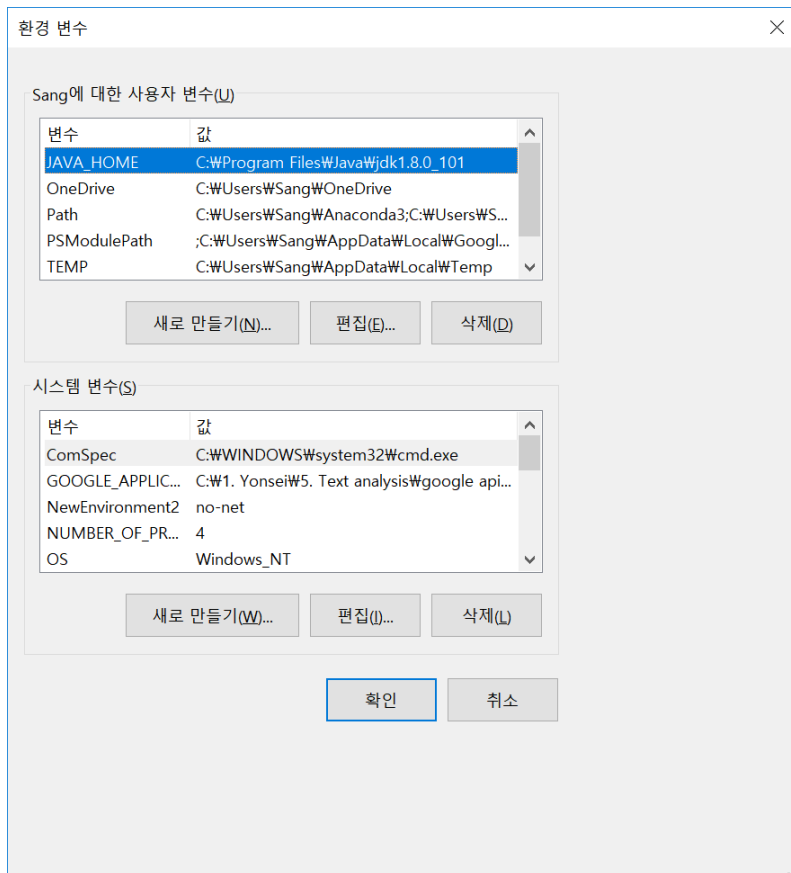 환경 변수
Sang에 대한 사용자 변수(U)
변수 값
JAVA_HOME C:₩Program Files₩Java₩jdk1.8.0_101
OneDrive C:₩Users₩Sang₩OneDrive
Path C:₩Users₩Sang₩Anaconda3;C:₩Users₩S...
PSModulePath ;C:₩Users₩Sang₩AppData₩Local₩Googl...
TEMP C:₩Users₩Sang₩AppData₩Local₩Temp
새로 만들기(N)... 편집(E)... 삭제(D)
시스템 변수(S)
변수 값
ComSpec C:₩WINDOWS₩system32₩cmd.exe
GOOGLE_APPLIC... C:₩1. Yonsei₩5. Text analysis₩google api...
NewEnvironment2 no-net
NUMBER_OF_PR... 4
OS Windows_NT
새로 만들기(W)... 편집(I)... 삭제(L)
확인 취소